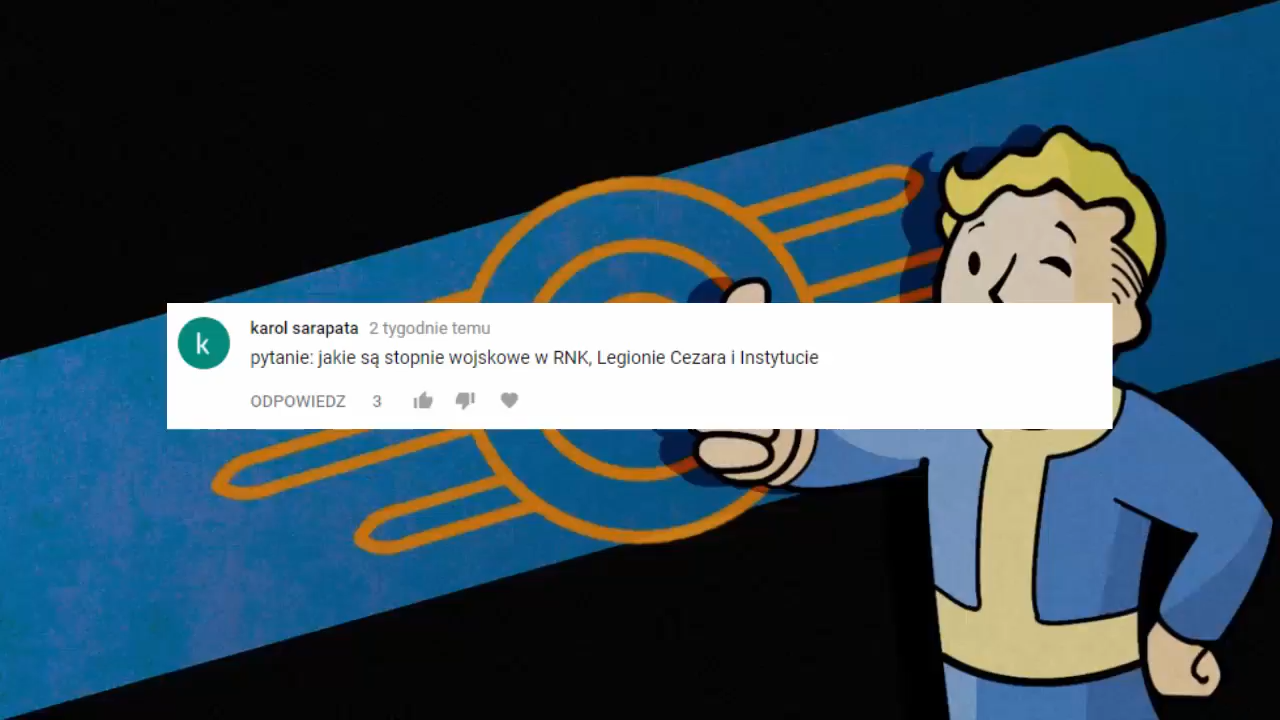 k
karol sarapata 2 tygodnie temu
pytanie: jakie są stopnie wojskowe w RNK, Legionie Cezara i Instytucie
ODPOWIEDZ 3